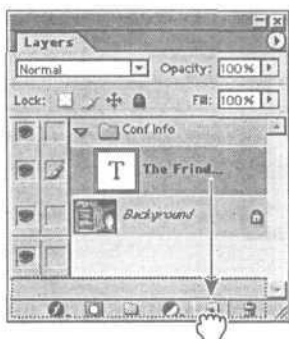 Layers
Normal Opacity: 100%
Lock: Fill: 100%
Conf Info
T The Frind...
Background